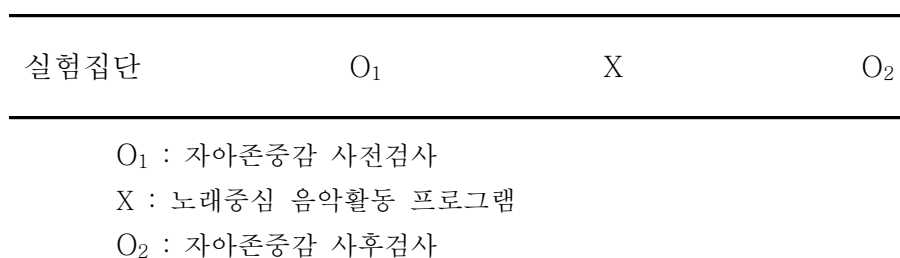 실험집단 O₁ X O₂
O₁ : 자아존중감 사전검사
X : 노래중심 음악활동 프로그램
O₂ : 자아존중감 사후검사